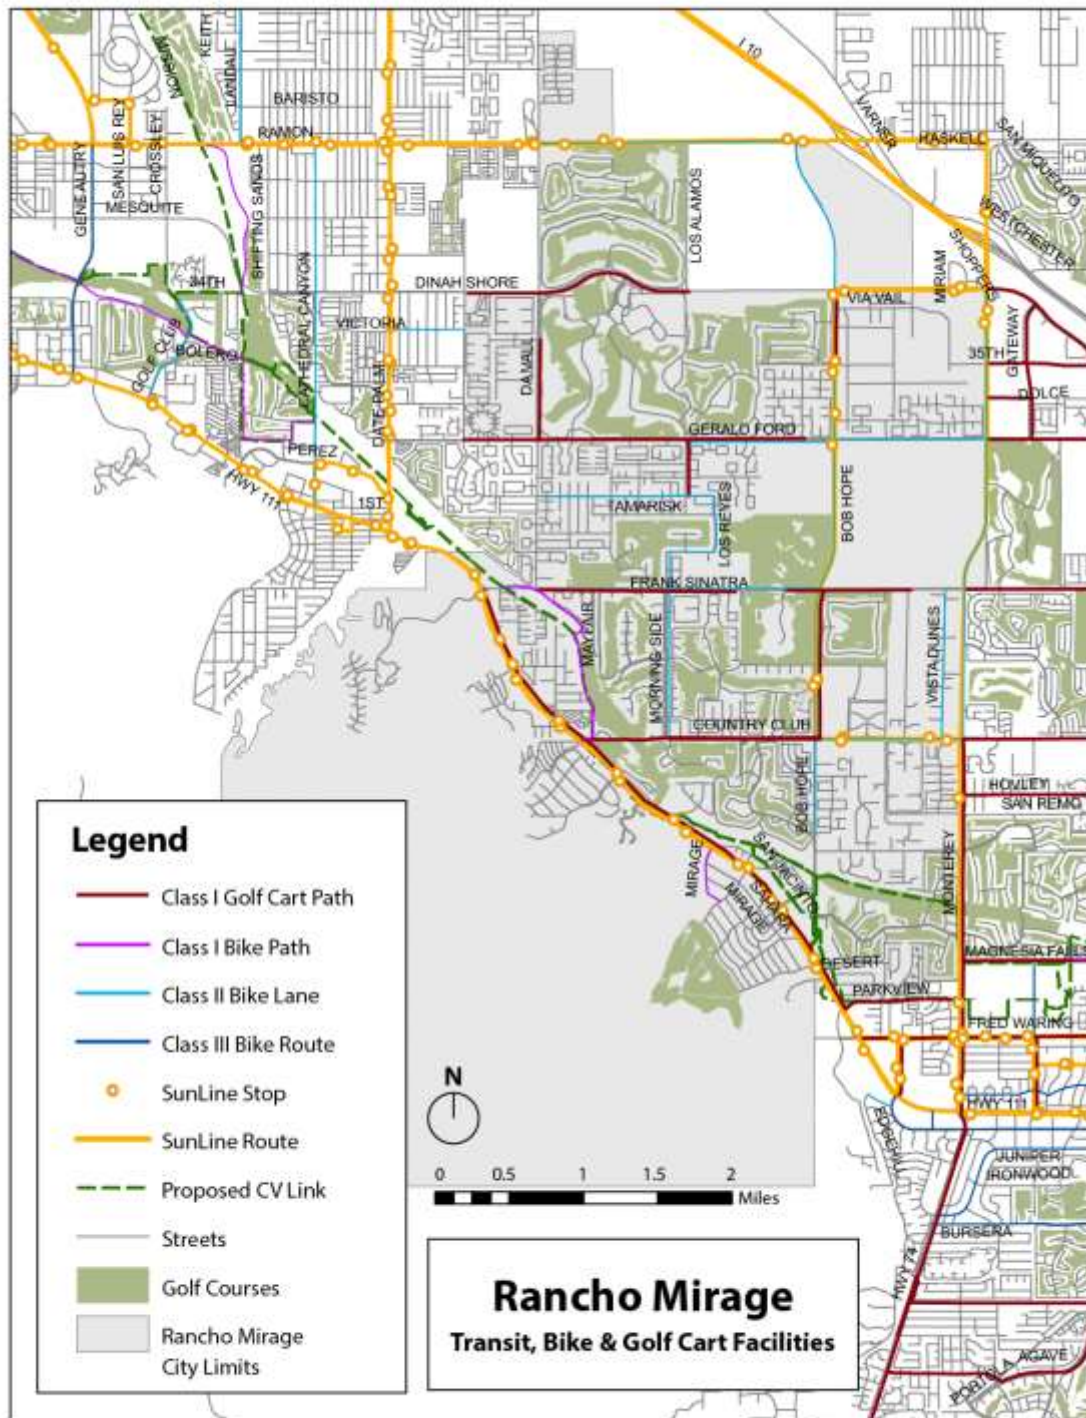 MISSION
KEITH
LANDAU
I 10
BARISTO
VARNER
SAN LUIS REY
CROSSLEY
RAMON
HASKELL
SAN MIQUELITO
GENE AUTRY
SHIFTING SANDS
LOS ALAMOS
MESQUITE
WESTCHESTER
SHOPPERS
MIRIAM
34TH
CATHEDRAL CANYON
DINAH SHORE
VIA VAIL
GATEWAY
VICTORIA
GOLF CLUB
BOLERO
DATE PALM
DA VALL
35TH
DOLCE
GERALD FORD
PEREZ
HWY 111
1ST
TAMARISK
LOS REYES
BOB HOPE
FRANK SINATRA
MAYFAIR
MORNING SIDE
VISTA DUNES
COUNTRY CLUB
BOB HOPE
HOVLEY
SAN REMO
MIRAGE
SAN JACINTO
MONTEREY
MIRAGE
SAHARA
DESERT
MAGNESIA FALLS
PARKVIEW
FRED WARING
HWY 111
EDGEHILL
JUNIPER
IRONWOOD
BURSERA
HWY 74
PORTOLA
AGAVE
Legend
Class I Golf Cart Path
Class I Bike Path
Class II Bike Lane
Class III Bike Route
SunLine Stop
SunLine Route
Proposed CV Link
Streets
Golf Courses
Rancho Mirage
City Limits
N
0 0.5 1 1.5 2
Miles
Rancho Mirage
Transit, Bike & Golf Cart Facilities